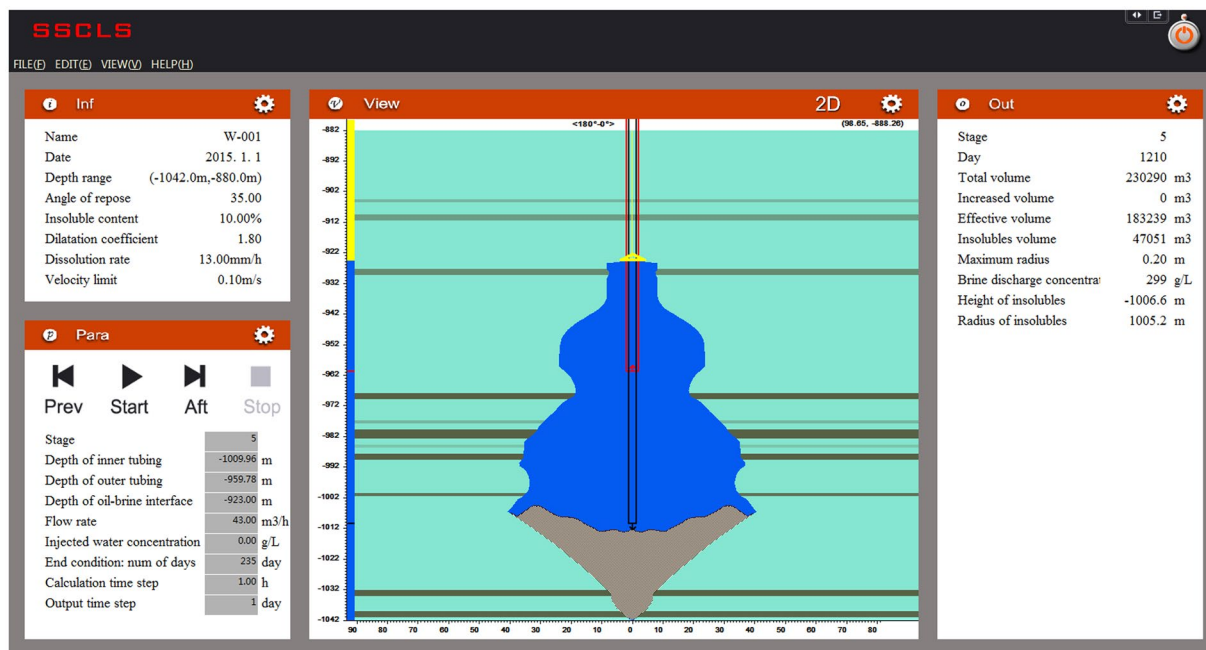 SSCLS
FILE(F) EDIT(E) VIEW(V) HELP(H)
i Inf
Name W-001
Date 2015. 1. 1
Depth range (-1042.0m,-880.0m)
Angle of repose 35.00
Insoluble content 10.00%
Dilatation coefficient 1.80
Dissolution rate 13.00mm/h
Velocity limit 0.10m/s
p Para
Prev Start Aft Stop
Stage 5
Depth of inner tubing -1009.96 m
Depth of outer tubing -959.78 m
Depth of oil-brine interface -923.00 m
Flow rate 43.00 m3/h
Injected water concentration 0.00 g/L
End condition: num of days 235 day
Calculation time step 1.00 h
Output time step 1 day
V View 2D
<180°-0°> (98.65, -888.26)
-882
-892
-902
-912
-922
-932
-942
-952
-962
-972
-982
-992
-1002
-1012
-1022
-1032
-1042
90 80 70 60 50 40 30 20 10 0 10 20 30 40 50 60 70 80
o Out
Stage 5
Day 1210
Total volume 230290 m3
Increased volume 0 m3
Effective volume 183239 m3
Insolubles volume 47051 m3
Maximum radius 0.20 m
Brine discharge concentra 299 g/L
Height of insolubles -1006.6 m
Radius of insolubles 1005.2 m